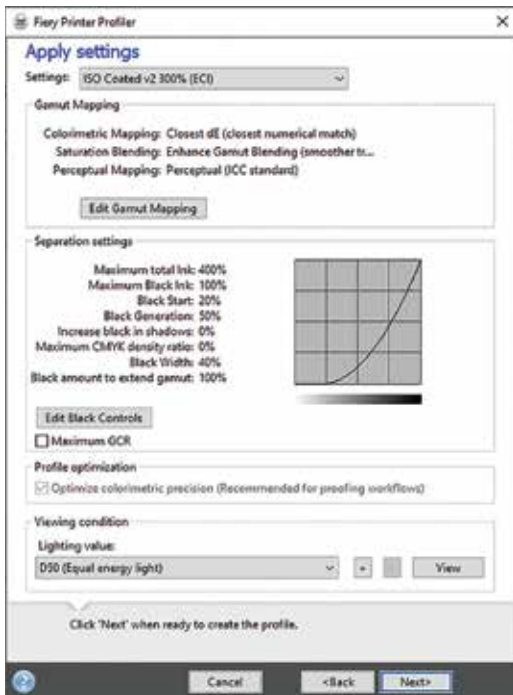 Fiery Printer Profiler
Apply settings
Settings: ISO Coated v2 300% (ECI)
Gamut Mapping
Colorimetric Mapping: Closest dE (closest numerical match)
Saturation Blending: Enhance Gamut Blending (smoother tr...
Perceptual Mapping: Perceptual (ICC standard)
Edit Gamut Mapping
Separation settings
Maximum total Ink: 400%
Maximum Black Ink: 100%
Black Start: 20%
Black Generation: 50%
Increase black in shadows: 0%
Maximum CMYK density ratio: 0%
Black Width: 40%
Black amount to extend gamut: 100%
Edit Black Controls
Maximum GCR
Profile optimization
Optimize colorimetric precision (Recommended for proofing workflows)
Viewing condition
Lighting value:
D50 (Equal energy light)
+ - View
Click 'Next' when ready to create the profile.
? Cancel <Back Next>